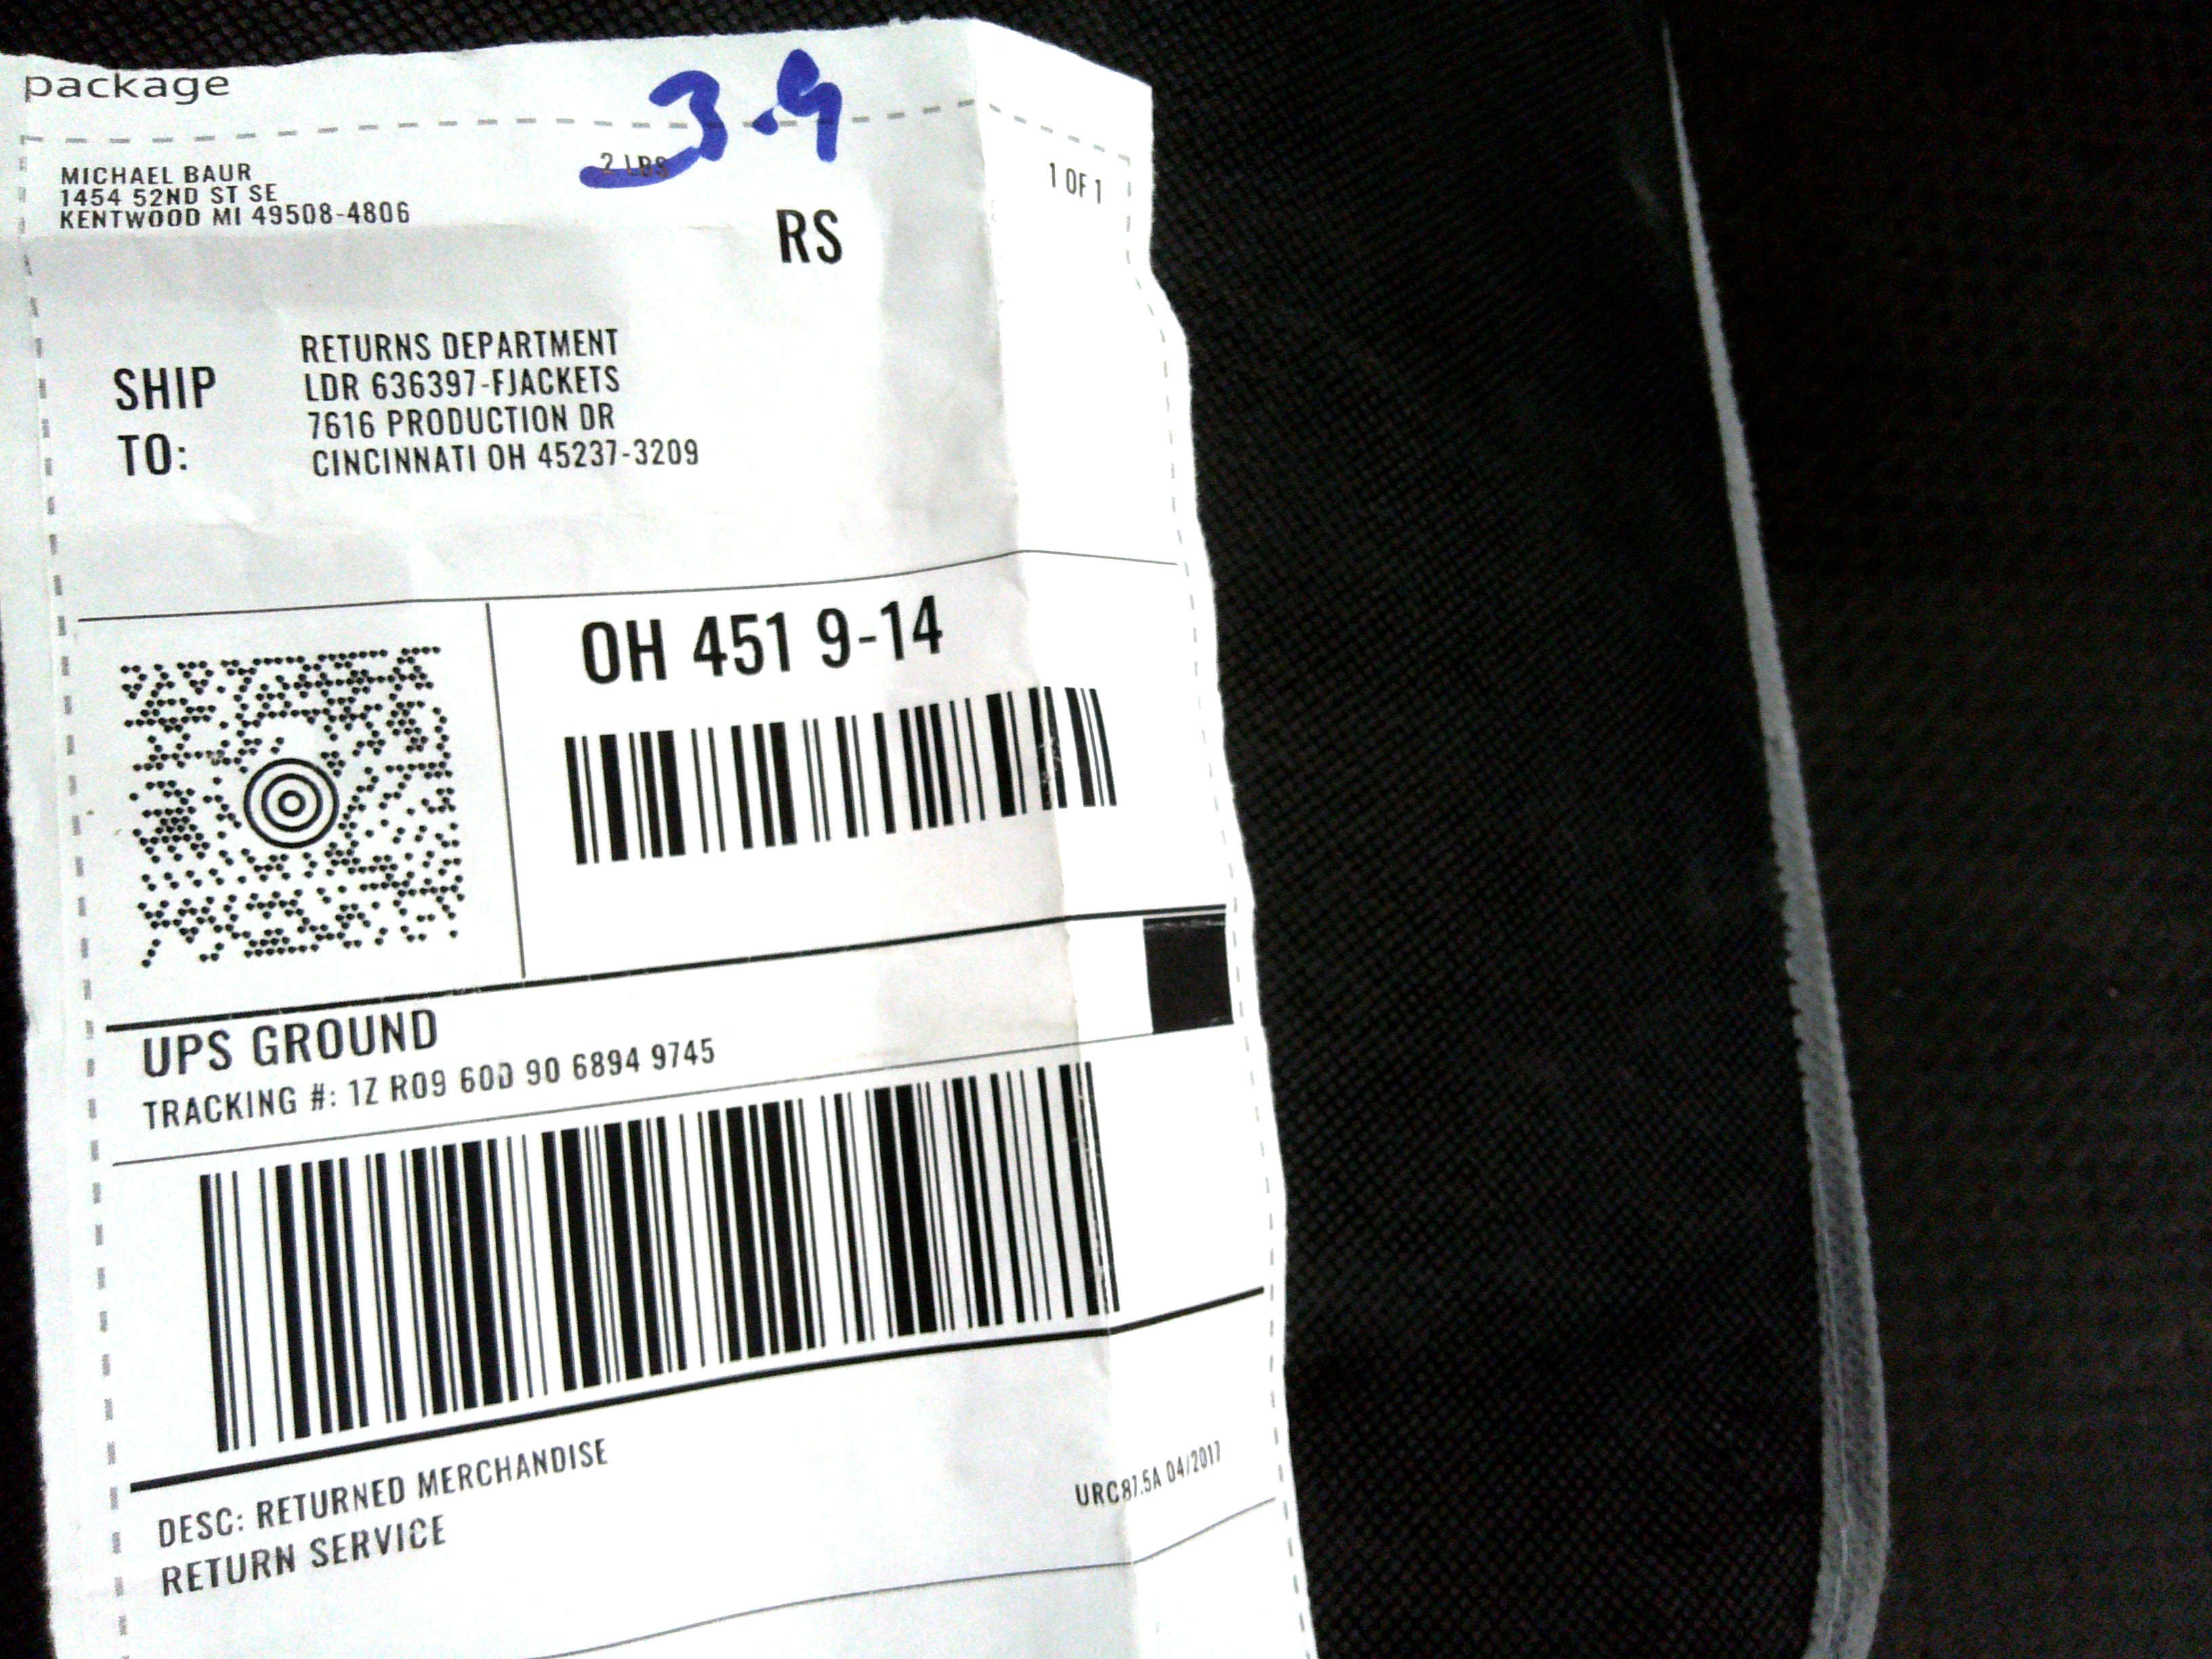 package
3.9
MICHAEL BAUR
1454 52ND ST SE
KENTWOOD MI 49508-4806
2 LBS
1 OF 1
RS
SHIP
TO:
RETURNS DEPARTMENT
LDR 636397-FJACKETS
7616 PRODUCTION DR
CINCINNATI OH 45237-3209
OH 451 9-14
UPS GROUND
TRACKING #: 1Z R09 60D 90 6894 9745
DESC: RETURNED MERCHANDISE
RETURN SERVICE
URC87.5A 04/2017